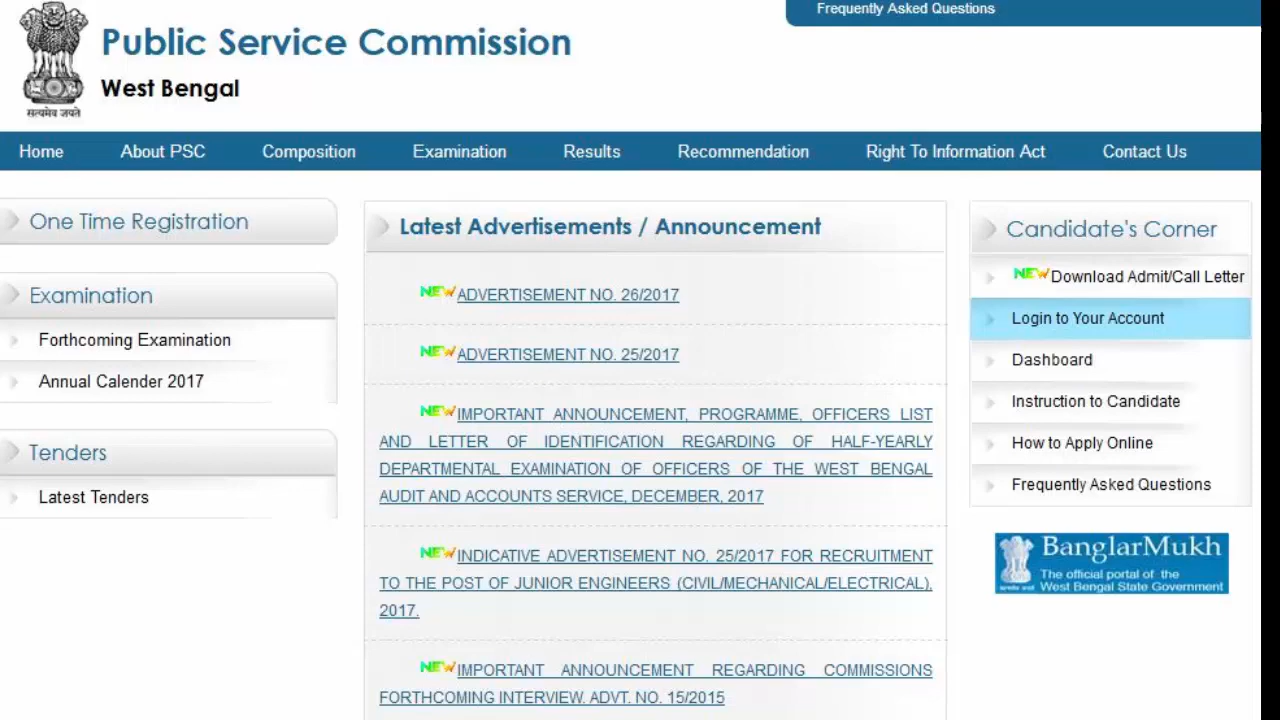 Frequently Asked Questions
Public Service Commission
West Bengal
सत्यमेव जयते
Home About PSC Composition Examination Results Recommendation Right To Information Act Contact Us
One Time Registration
Examination
Forthcoming Examination
Annual Calender 2017
Tenders
Latest Tenders
Latest Advertisements / Announcement
NEW ADVERTISEMENT NO. 26/2017
NEW ADVERTISEMENT NO. 25/2017
NEW IMPORTANT ANNOUNCEMENT, PROGRAMME, OFFICERS LIST
AND LETTER OF IDENTIFICATION REGARDING OF HALF-YEARLY
DEPARTMENTAL EXAMINATION OF OFFICERS OF THE WEST BENGAL
AUDIT AND ACCOUNTS SERVICE, DECEMBER, 2017
NEW INDICATIVE ADVERTISEMENT NO. 25/2017 FOR RECRUITMENT
TO THE POST OF JUNIOR ENGINEERS (CIVIL/MECHANICAL/ELECTRICAL),
2017.
NEW IMPORTANT ANNOUNCEMENT REGARDING COMMISSIONS
FORTHCOMING INTERVIEW. ADVT. NO. 15/2015
Candidate's Corner
NEW Download Admit/Call Letter
Login to Your Account
Dashboard
Instruction to Candidate
How to Apply Online
Frequently Asked Questions
BanglarMukh
The official portal of the
West Bengal State Government